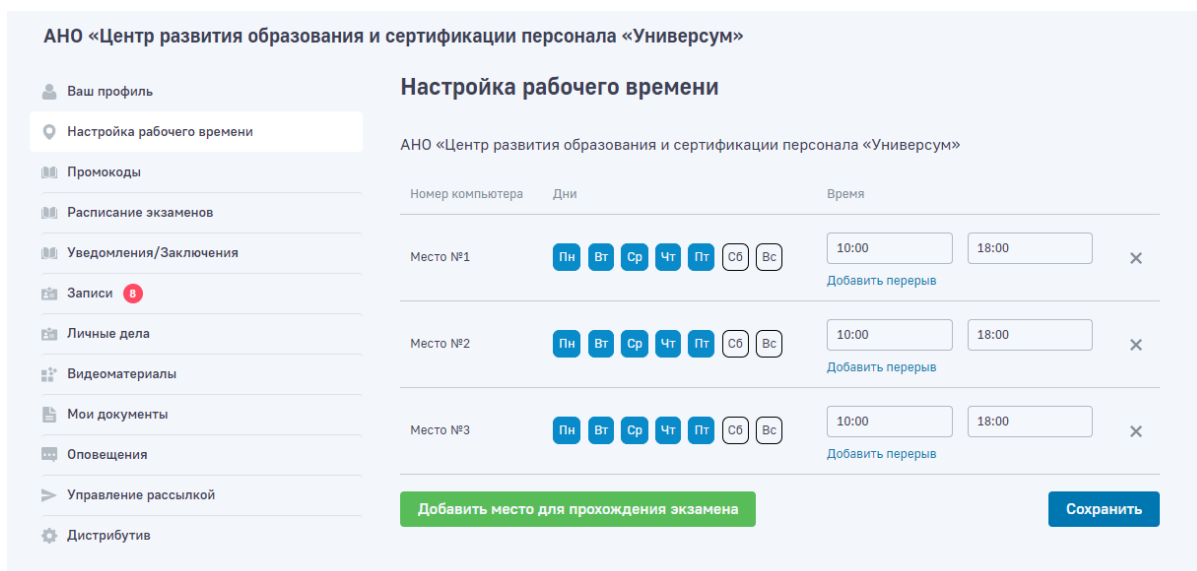 АНО «Центр развития образования и сертификации персонала «Универсум»
Ваш профиль
Настройка рабочего времени
Промокоды
Расписание экзаменов
Уведомления/Заключения
Записи 8
Личные дела
Видеоматериалы
Мои документы
Оповещения
Управление рассылкой
Дистрибутив
Настройка рабочего времени
АНО «Центр развития образования и сертификации персонала «Универсум»
Номер компьютера Дни Время
Место №1 Пн Вт Ср Чт Пт Сб Вс 10:00 18:00
Добавить перерыв
Место №2 Пн Вт Ср Чт Пт Сб Вс 10:00 18:00
Добавить перерыв
Место №3 Пн Вт Ср Чт Пт Сб Вс 10:00 18:00
Добавить перерыв
Добавить место для прохождения экзамена Сохранить